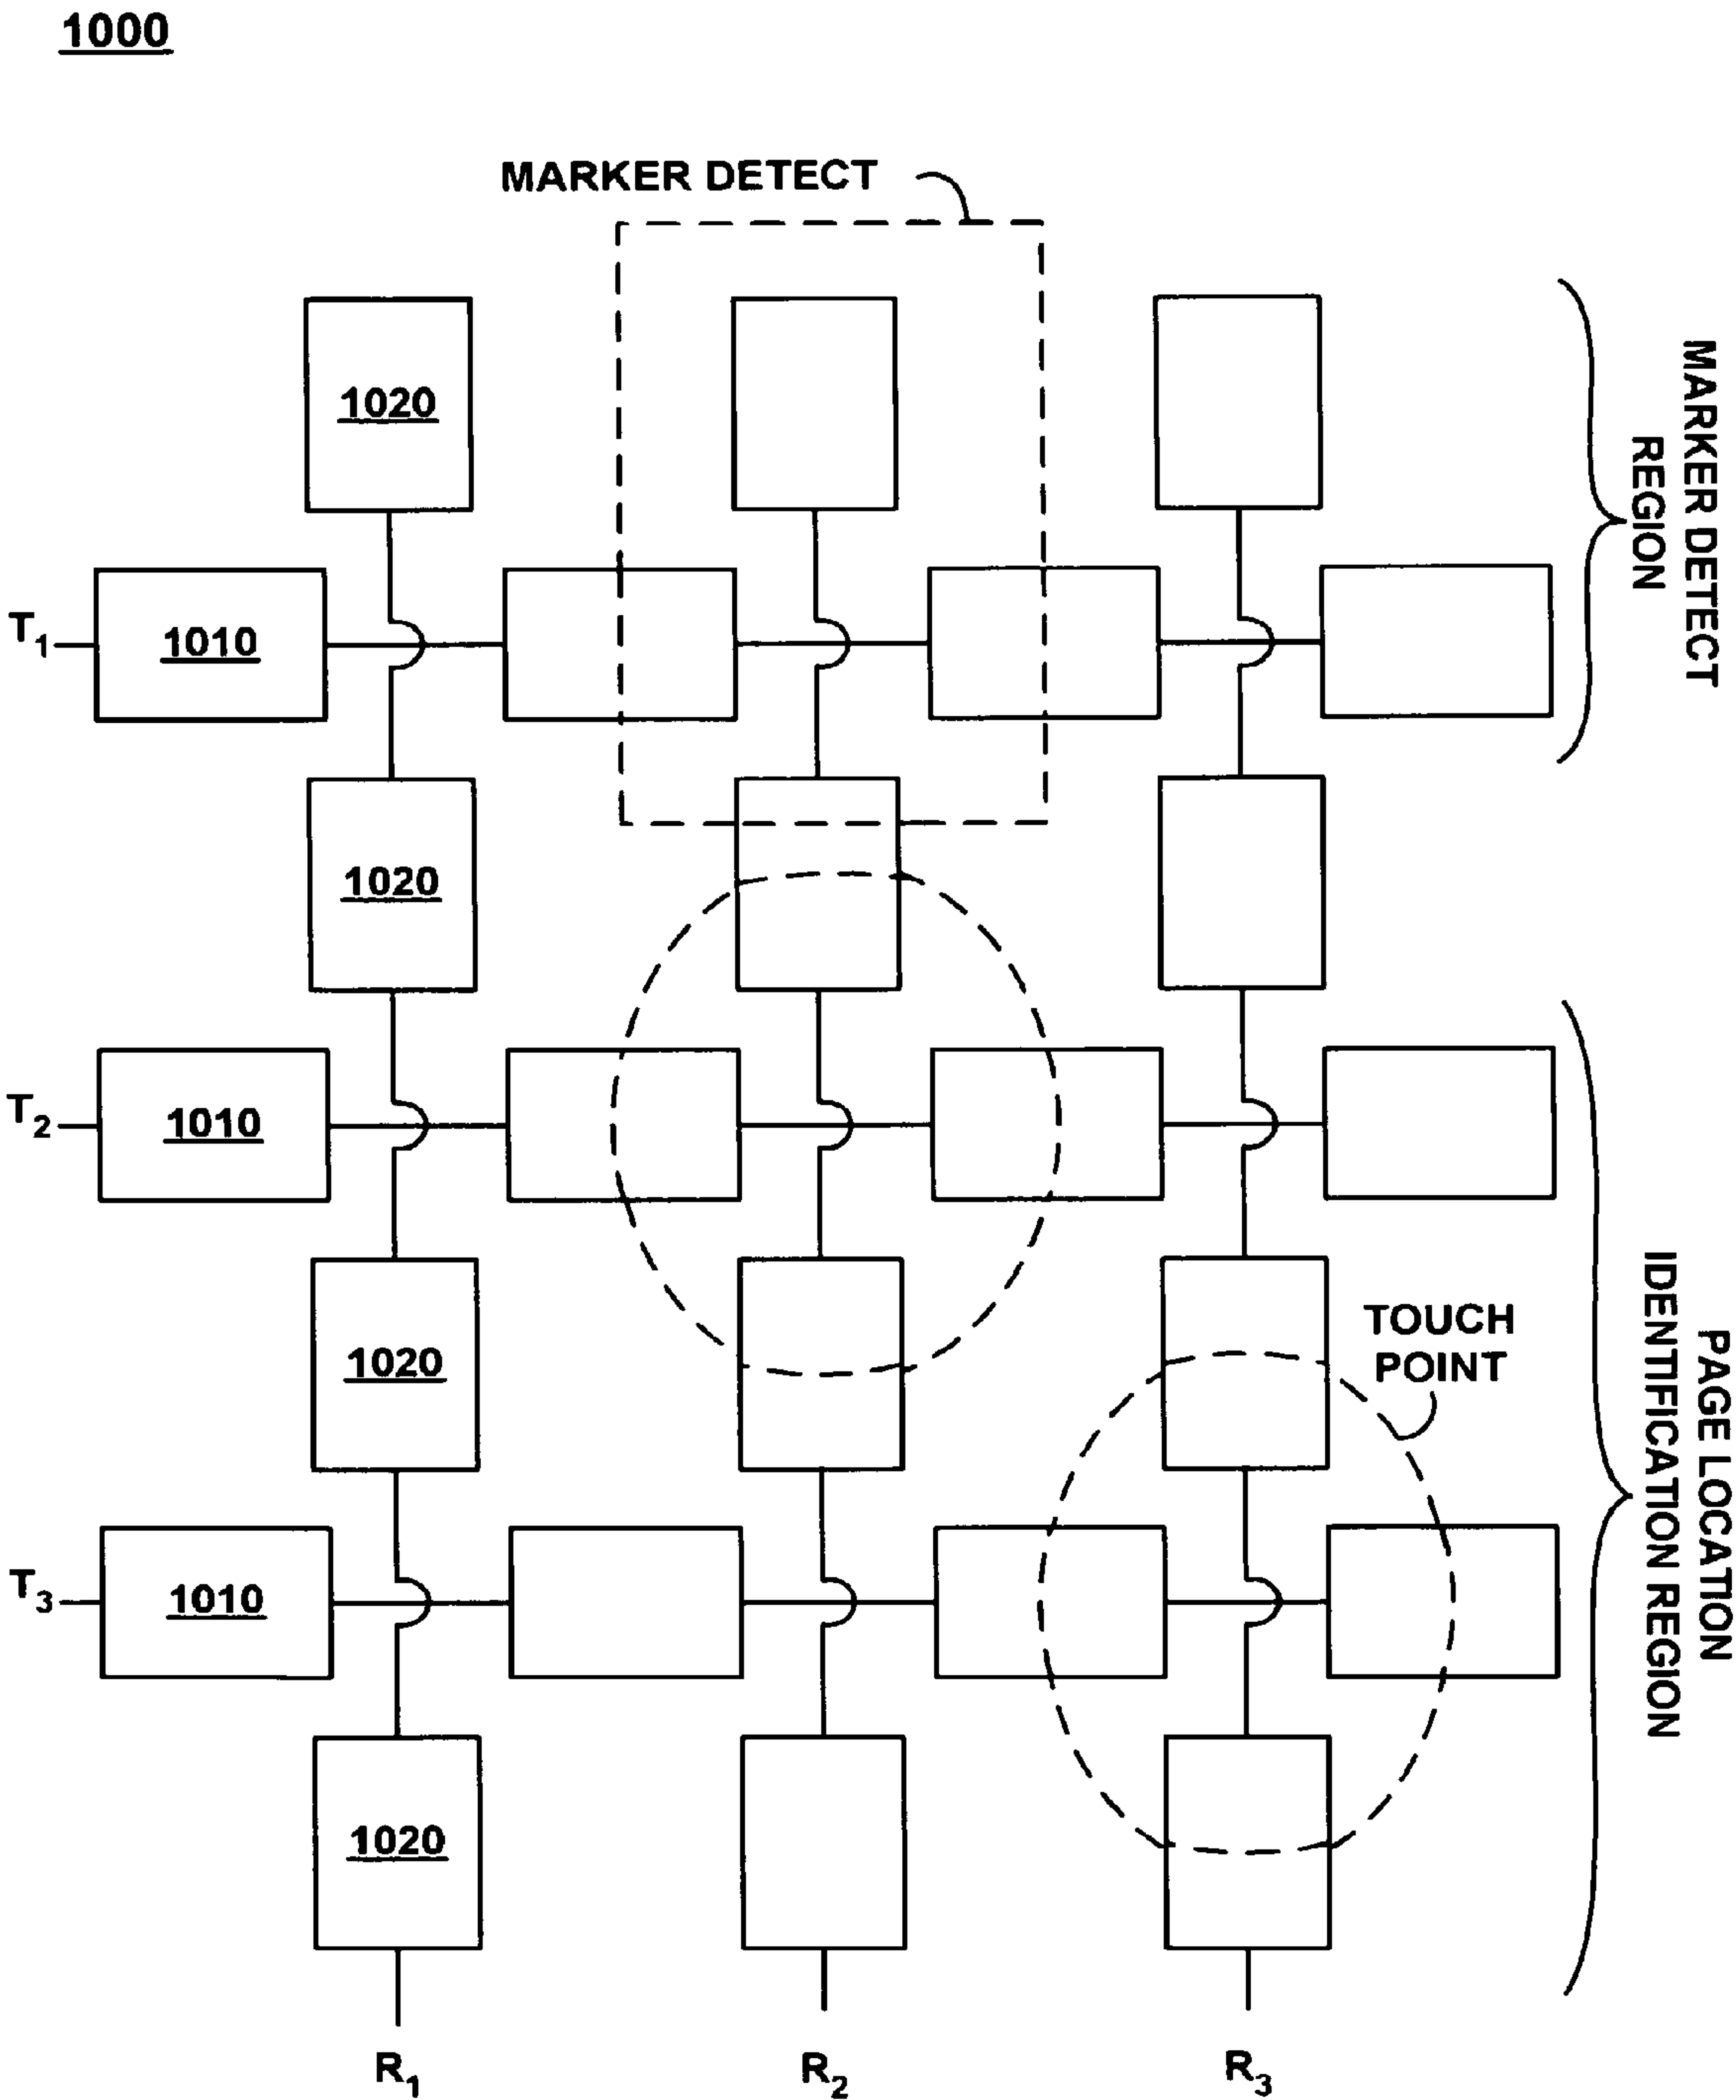 1000
MARKER DETECT
MARKER DETECT
REGION
1020
T1
1010
1020
T2
1010
PAGE LOCATION
IDENTIFICATION REGION
TOUCH
POINT
1020
T3
1010
1020
R1
R2
R3